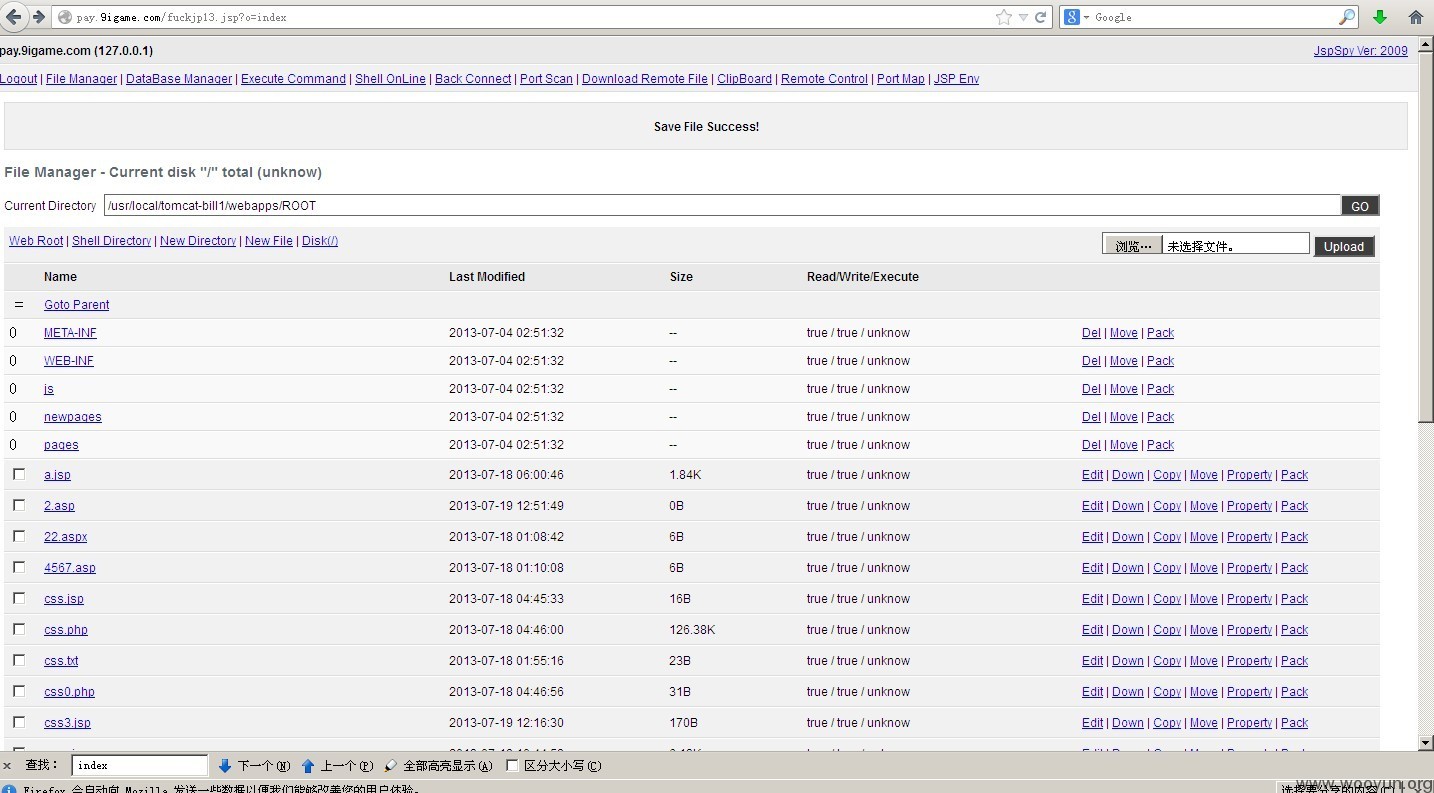 pay.9igame.com/fuckjp13.jsp?o=index
Google
pay.9igame.com (127.0.0.1) JspSpy Ver: 2009
Logout | File Manager | DataBase Manager | Execute Command | Shell OnLine | Back Connect | Port Scan | Download Remote File | ClipBoard | Remote Control | Port Map | JSP Env
Save File Success!
File Manager - Current disk "/" total (unknow)
Current Directory /usr/local/tomcat-bill1/webapps/ROOT GO
Web Root | Shell Directory | New Directory | New File | Disk(/) 浏览… 未选择文件。 Upload
Name Last Modified Size Read/Write/Execute
= Goto Parent
0 META-INF 2013-07-04 02:51:32 -- true / true / unknow Del | Move | Pack
0 WEB-INF 2013-07-04 02:51:32 -- true / true / unknow Del | Move | Pack
0 js 2013-07-04 02:51:32 -- true / true / unknow Del | Move | Pack
0 newpages 2013-07-04 02:51:32 -- true / true / unknow Del | Move | Pack
0 pages 2013-07-04 02:51:32 -- true / true / unknow Del | Move | Pack
a.jsp 2013-07-18 06:00:46 1.84K true / true / unknow Edit | Down | Copy | Move | Property | Pack
2.asp 2013-07-19 12:51:49 0B true / true / unknow Edit | Down | Copy | Move | Property | Pack
22.aspx 2013-07-18 01:08:42 6B true / true / unknow Edit | Down | Copy | Move | Property | Pack
4567.asp 2013-07-18 01:10:08 6B true / true / unknow Edit | Down | Copy | Move | Property | Pack
css.jsp 2013-07-18 04:45:33 16B true / true / unknow Edit | Down | Copy | Move | Property | Pack
css.php 2013-07-18 04:46:00 126.38K true / true / unknow Edit | Down | Copy | Move | Property | Pack
css.txt 2013-07-18 01:55:16 23B true / true / unknow Edit | Down | Copy | Move | Property | Pack
css0.php 2013-07-18 04:46:56 31B true / true / unknow Edit | Down | Copy | Move | Property | Pack
css3.jsp 2013-07-19 12:16:30 170B true / true / unknow Edit | Down | Copy | Move | Property | Pack
× 查找： index 下一个(N) 上一个(P) 全部高亮显示(A) 区分大小写(C)
Firefox 会自动向 Mozilla 发送一些数据以便我们能够改善您的用户体验。 选择要分享的内容(C)
www.wooyun.org